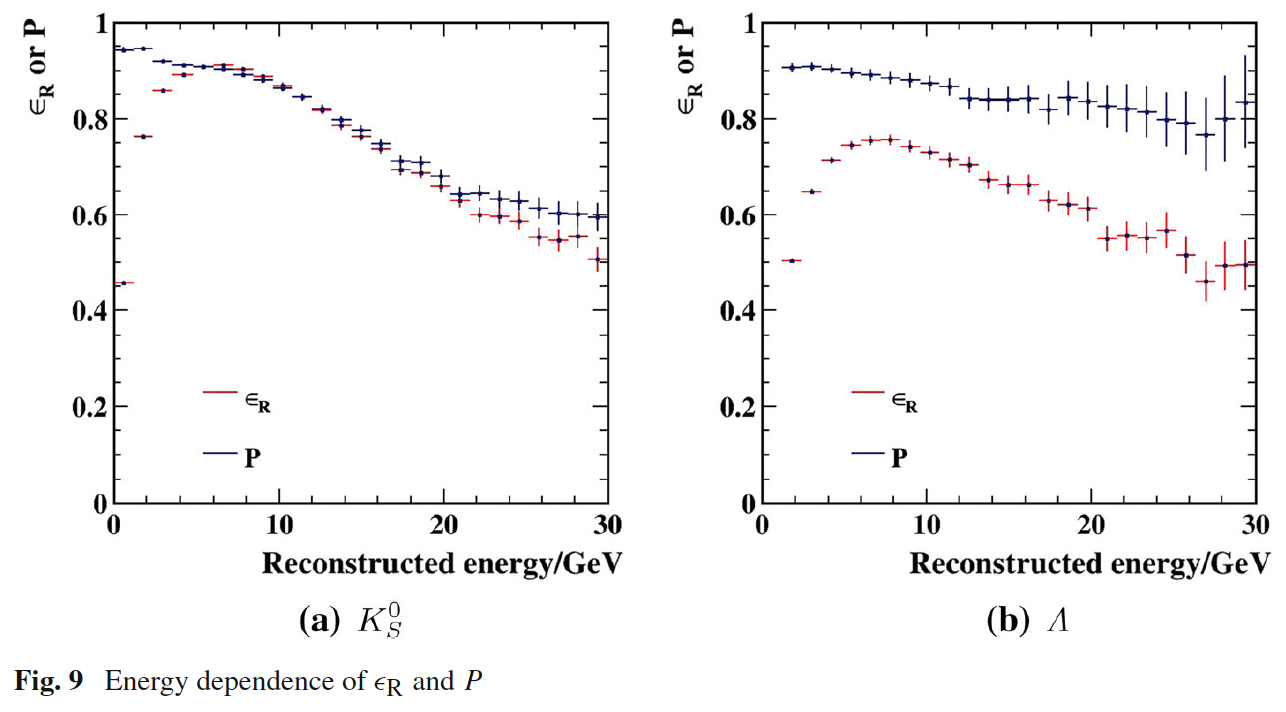 ϵR or P
1
0.8
0.6
0.4
0.2
0
ϵR
P
0 10 20 30
Reconstructed energy/GeV
(a) K0S
ϵR or P
1
0.8
0.6
0.4
0.2
0
ϵR
P
0 10 20 30
Reconstructed energy/GeV
(b) Λ
Fig. 9 Energy dependence of ϵR and P